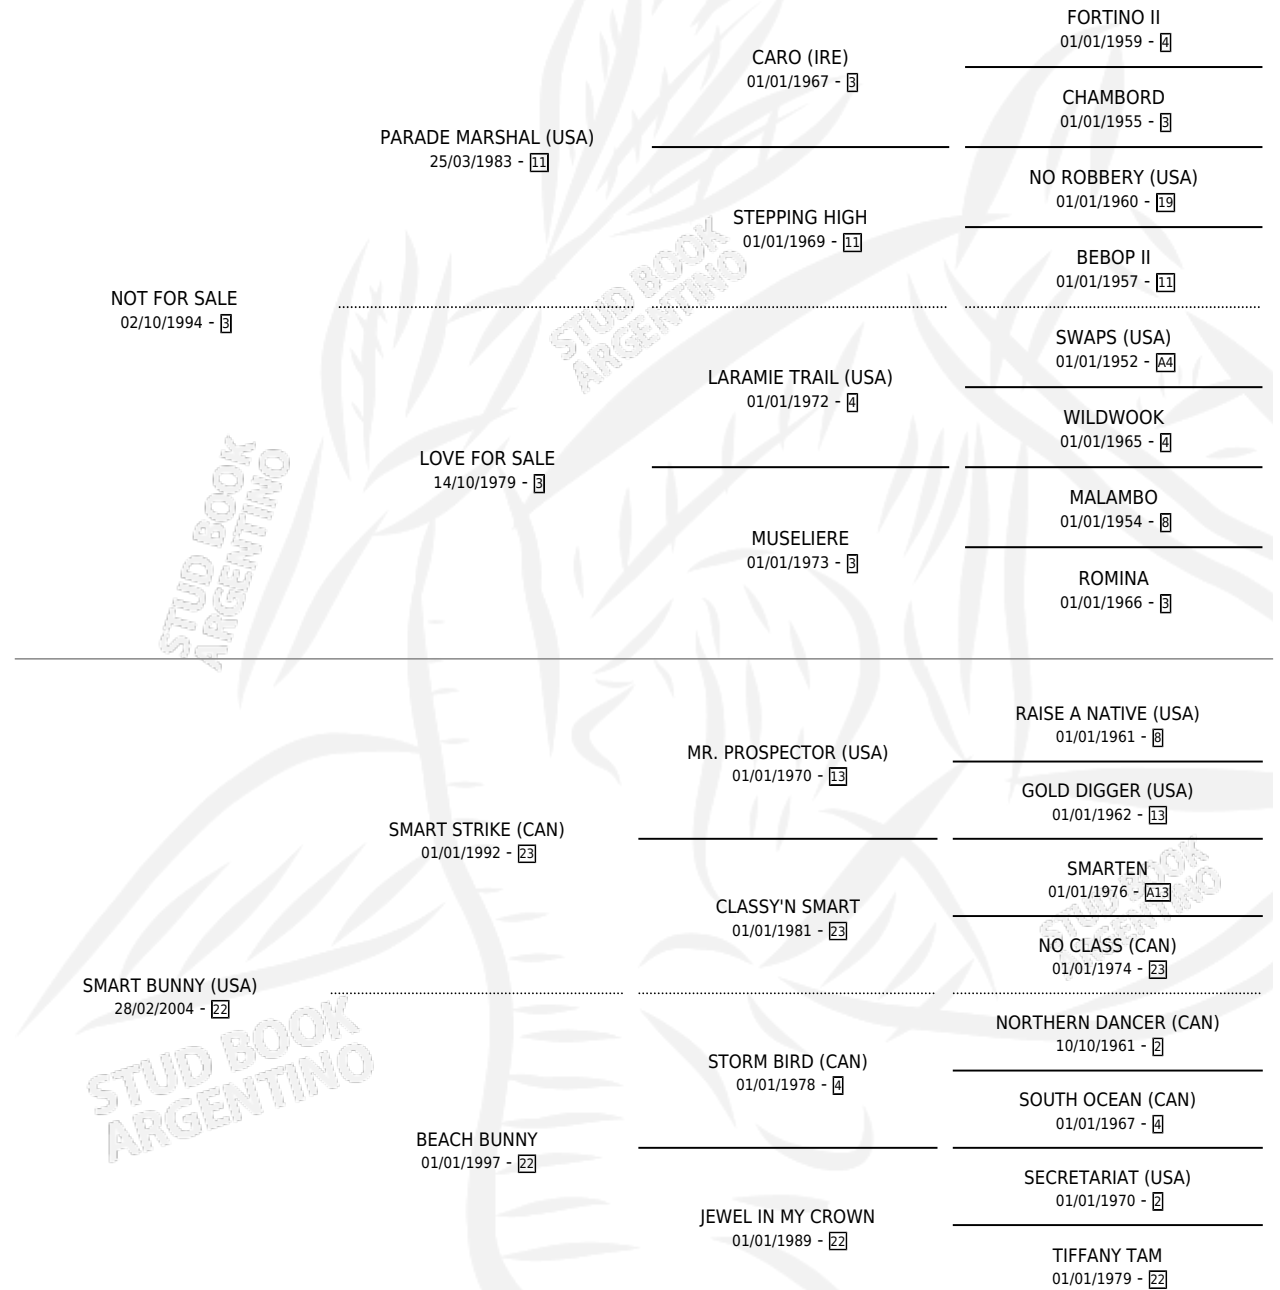 FORTINO II
01/01/1959 - 4
CARO (IRE)
01/01/1967 - 3
CHAMBORD
01/01/1955 - 3
PARADE MARSHAL (USA)
25/03/1983 - 11
NO ROBBERY (USA)
01/01/1960 - 19
STEPPING HIGH
01/01/1969 - 11
BEBOP II
01/01/1957 - 11
NOT FOR SALE
02/10/1994 - 3
STUD BOOK
ARGENTINO
SWAPS (USA)
01/01/1952 - A4
LARAMIE TRAIL (USA)
01/01/1972 - 4
WILDWOOK
01/01/1965 - 4
LOVE FOR SALE
14/10/1979 - 3
MALAMBO
01/01/1954 - 8
MUSELIERE
01/01/1973 - 3
ROMINA
01/01/1966 - 3
STUD BOOK
ARGENTINO
RAISE A NATIVE (USA)
01/01/1961 - 8
MR. PROSPECTOR (USA)
01/01/1970 - 13
GOLD DIGGER (USA)
01/01/1962 - 13
SMART STRIKE (CAN)
01/01/1992 - 23
SMARTEN
01/01/1976 - A13
CLASSY'N SMART
01/01/1981 - 23
NO CLASS (CAN)
01/01/1974 - 23
STUD BOOK
ARGENTINO
SMART BUNNY (USA)
28/02/2004 - 22
NORTHERN DANCER (CAN)
10/10/1961 - 2
STORM BIRD (CAN)
01/01/1978 - 4
SOUTH OCEAN (CAN)
01/01/1967 - 4
STUD BOOK
ARGENTINO
BEACH BUNNY
01/01/1997 - 22
SECRETARIAT (USA)
01/01/1970 - 2
JEWEL IN MY CROWN
01/01/1989 - 22
TIFFANY TAM
01/01/1979 - 22